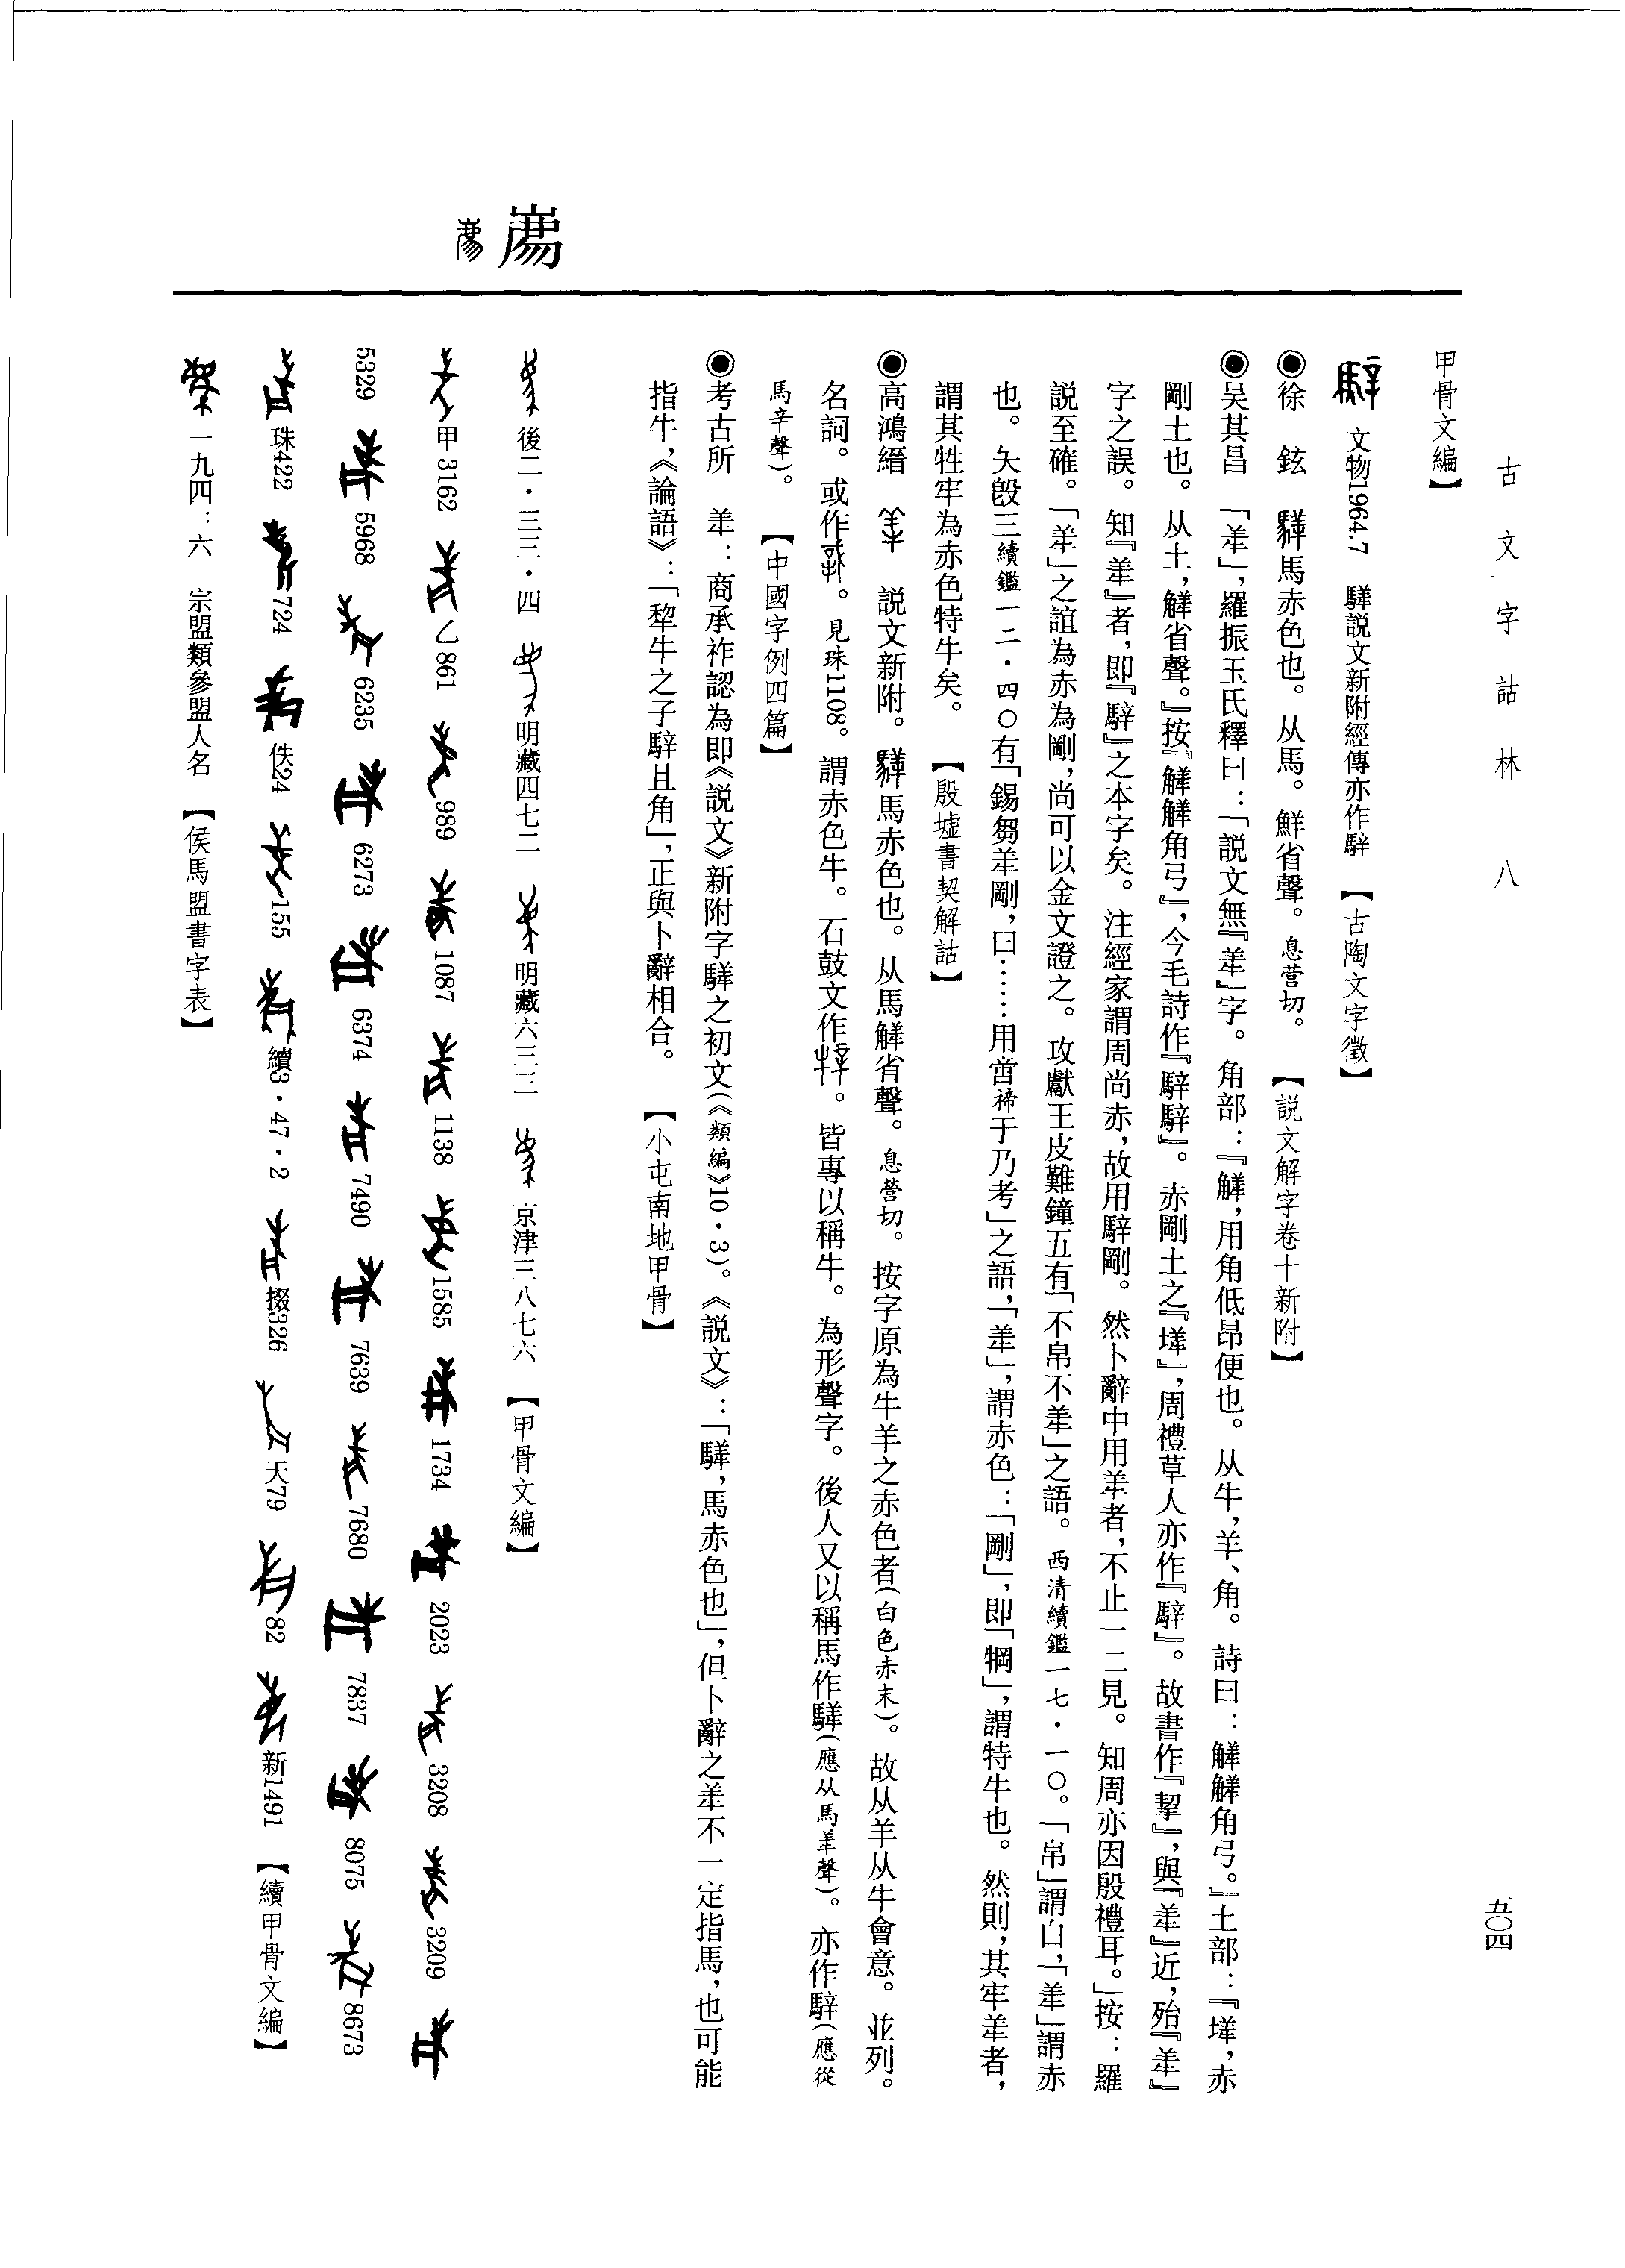 古文字詁林　八
五〇四
甲骨文編】
文物1964.7　騂説文新附經傳亦作騂　【古陶文字徵】
◉徐　鉉　騂馬赤色也。从馬。鮮省聲。息營切。　【説文解字卷十新附】
◉吴其昌　「𦍔」，羅振玉氏釋曰：「説文無『𦍔』字。角部：『觲，用角低昂便也。从牛，羊、角。詩曰：觲觲角弓。』土部：『垟，赤
剛土也。从土，觲省聲。』按『觲觲角弓』，今毛詩作『騂騂』。赤剛土之『垟』，周禮草人亦作『騂』。故書作『挈』，與『𦍔』近，殆『𦍔』
字之誤。知『𦍔』者，即『騂』之本字矣。注經家謂周尚赤，故用騂剛。然卜辭中用𦍔者，不止一二見。知周亦因殷禮耳。」按：羅
説至確。「𦍔」之誼為赤為剛，尚可以金文證之。攻獻王皮難鐘五有「不帛不𦍔」之語。西清續鑑一七·一〇。「帛」謂白，「𦍔」謂赤
也。夨𣪘三續鑑一二·四〇有「錫芻𦍔剛，曰……用啻禘于乃考」之語，「𦍔」，謂赤色：「剛」，即「犅」，謂特牛也。然則，其牢𦍔者，
謂其牲牢為赤色特牛矣。　【殷墟書契解詁】
◉高鴻縉　説文新附。騂馬赤色也。从馬觲省聲。息營切。按字原為牛羊之赤色者（白色赤末）。故从羊从牛會意。並列。
名詞。或作。見珠1108。謂赤色牛。石鼓文作。皆專以稱牛。為形聲字。後人又以稱馬作騂（應从馬𦍔聲）。亦作騂（應從
馬辛聲）。　【中國字例四篇】
◉考古所　𦍔：商承祚認為即《説文》新附字騂之初文（《類編》10·3）。《説文》：「騂，馬赤色也」，但卜辭之𦍔不一定指馬，也可能
指牛，《論語》：「犂牛之子騂且角」，正與卜辭相合。　【小屯南地甲骨】
後二·三三·四　明藏四七二　明藏六三三　京津三八七六　【甲骨文編】
甲3162　乙861　989　1087　1138　1585　1734　2023　3208　3209
5329　5968　6235　6273　6374　7490　7639　7680　7837　8075　8673
珠422　724　佚24　155　續3·47·2　掇326　天79　82　新1491　【續甲骨文編】
一九四：六　宗盟類參盟人名　【侯馬盟書字表】